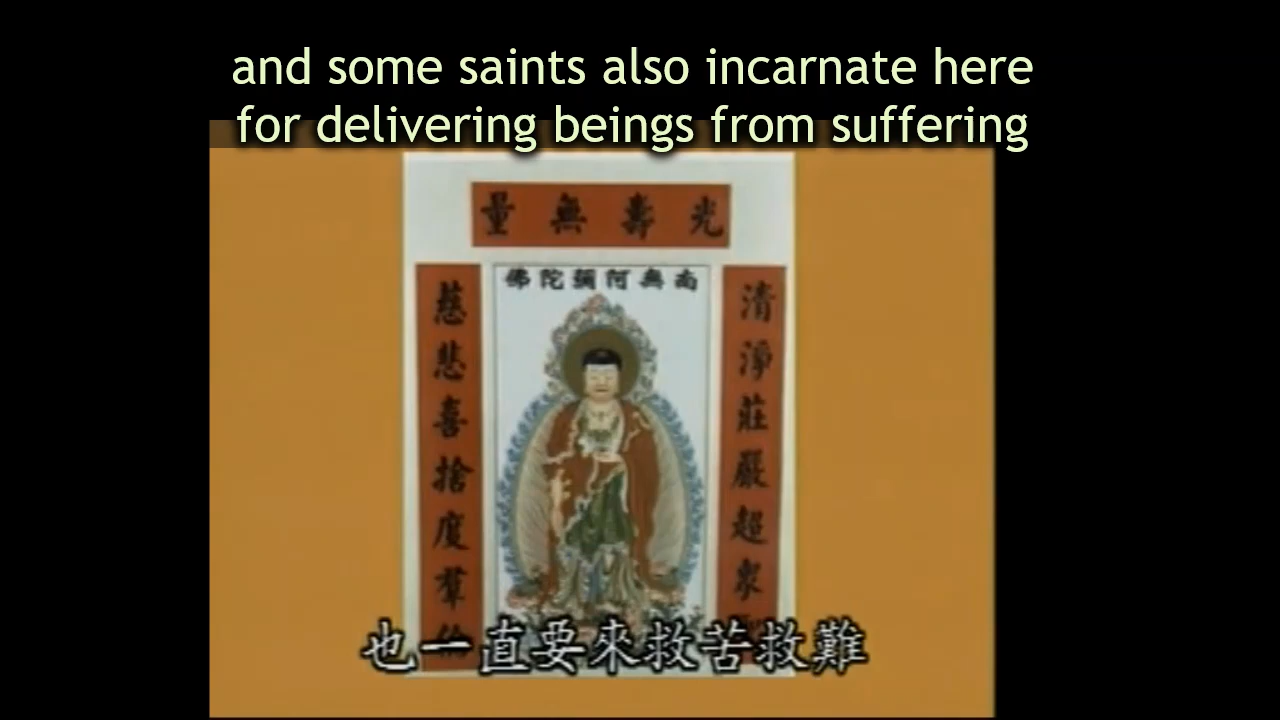 and some saints also incarnate here
for delivering beings from suffering
光壽無量
南無阿彌陀佛
清淨莊嚴超衆
慈悲喜捨度羣
也一直要來救苦救難